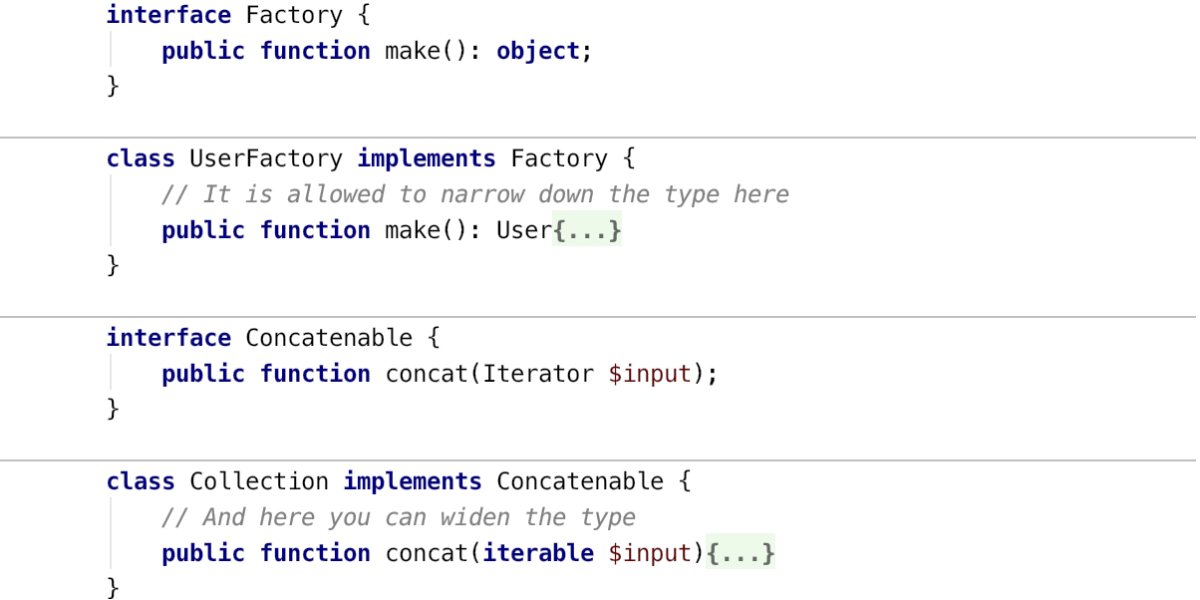 interface Factory {
public function make(): object;
}
class UserFactory implements Factory {
// It is allowed to narrow down the type here
public function make(): User{...}
}
interface Concatenable {
public function concat(Iterator $input);
}
class Collection implements Concatenable {
// And here you can widen the type
public function concat(iterable $input){...}
}